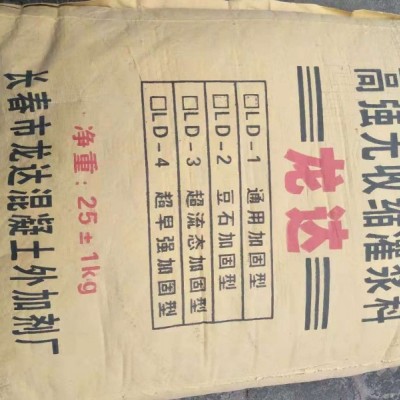 高强无收缩灌浆料
龙达
LD-1 通用加固型
LD-2 豆石加固型
LD-3 超流态加固型
LD-4 超早强加固型
净重:25±1kg
长春市龙达混凝土外加剂厂